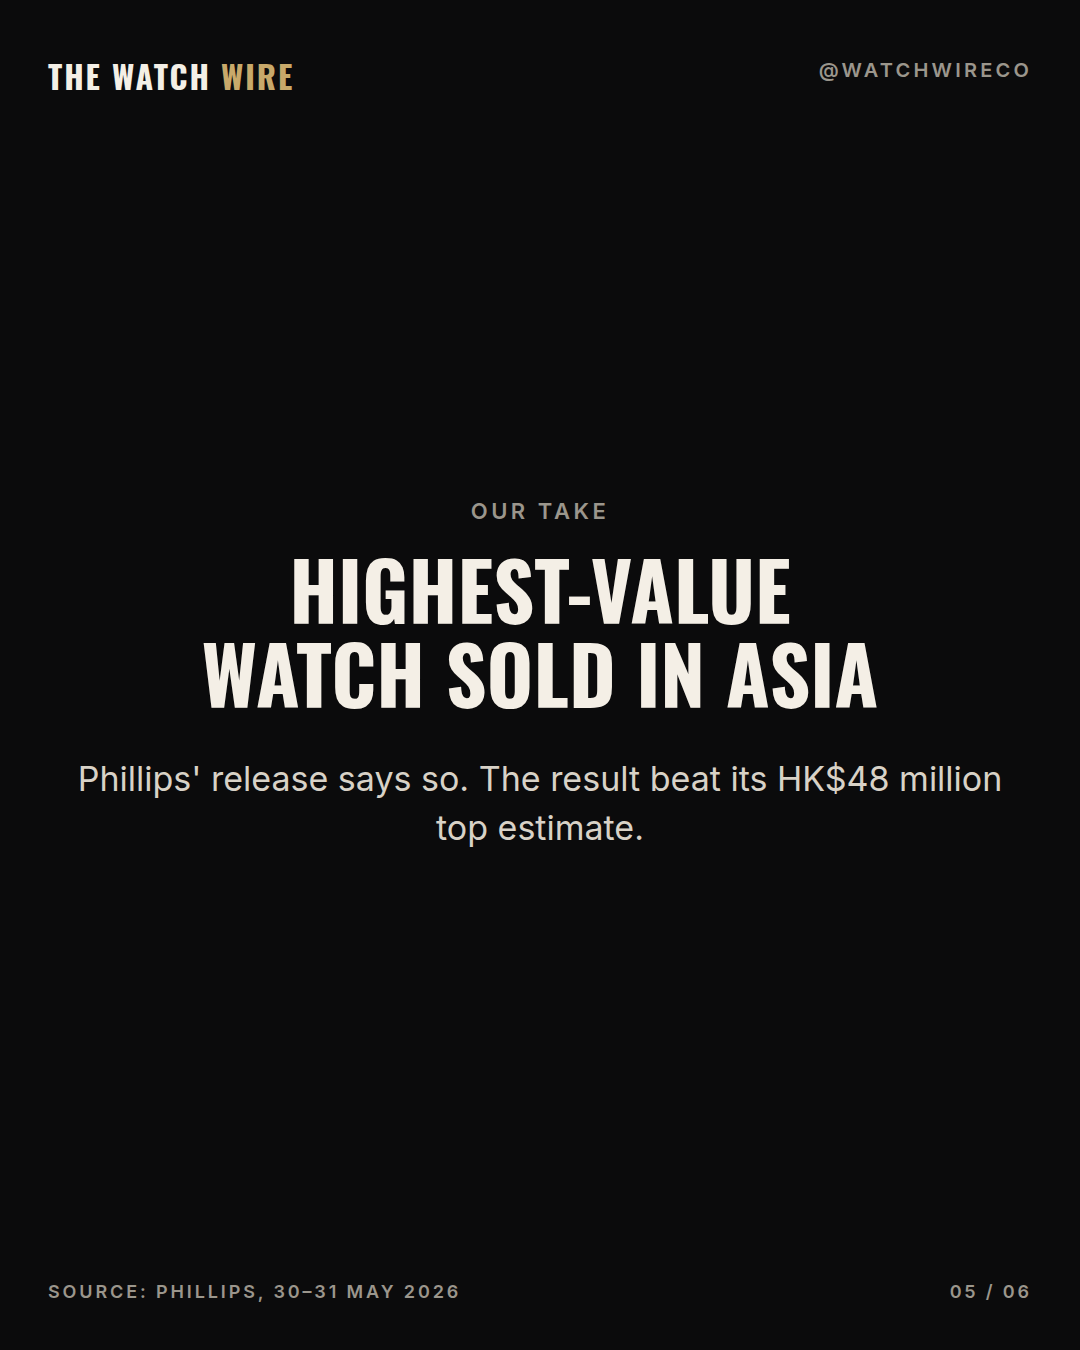 THE WATCH WIRE
@WATCHWIRECO
OUR TAKE
HIGHEST-VALUE
WATCH SOLD IN ASIA
Phillips' release says so. The result beat its HK$48 million
top estimate.
SOURCE: PHILLIPS, 30–31 MAY 2026
05 / 06